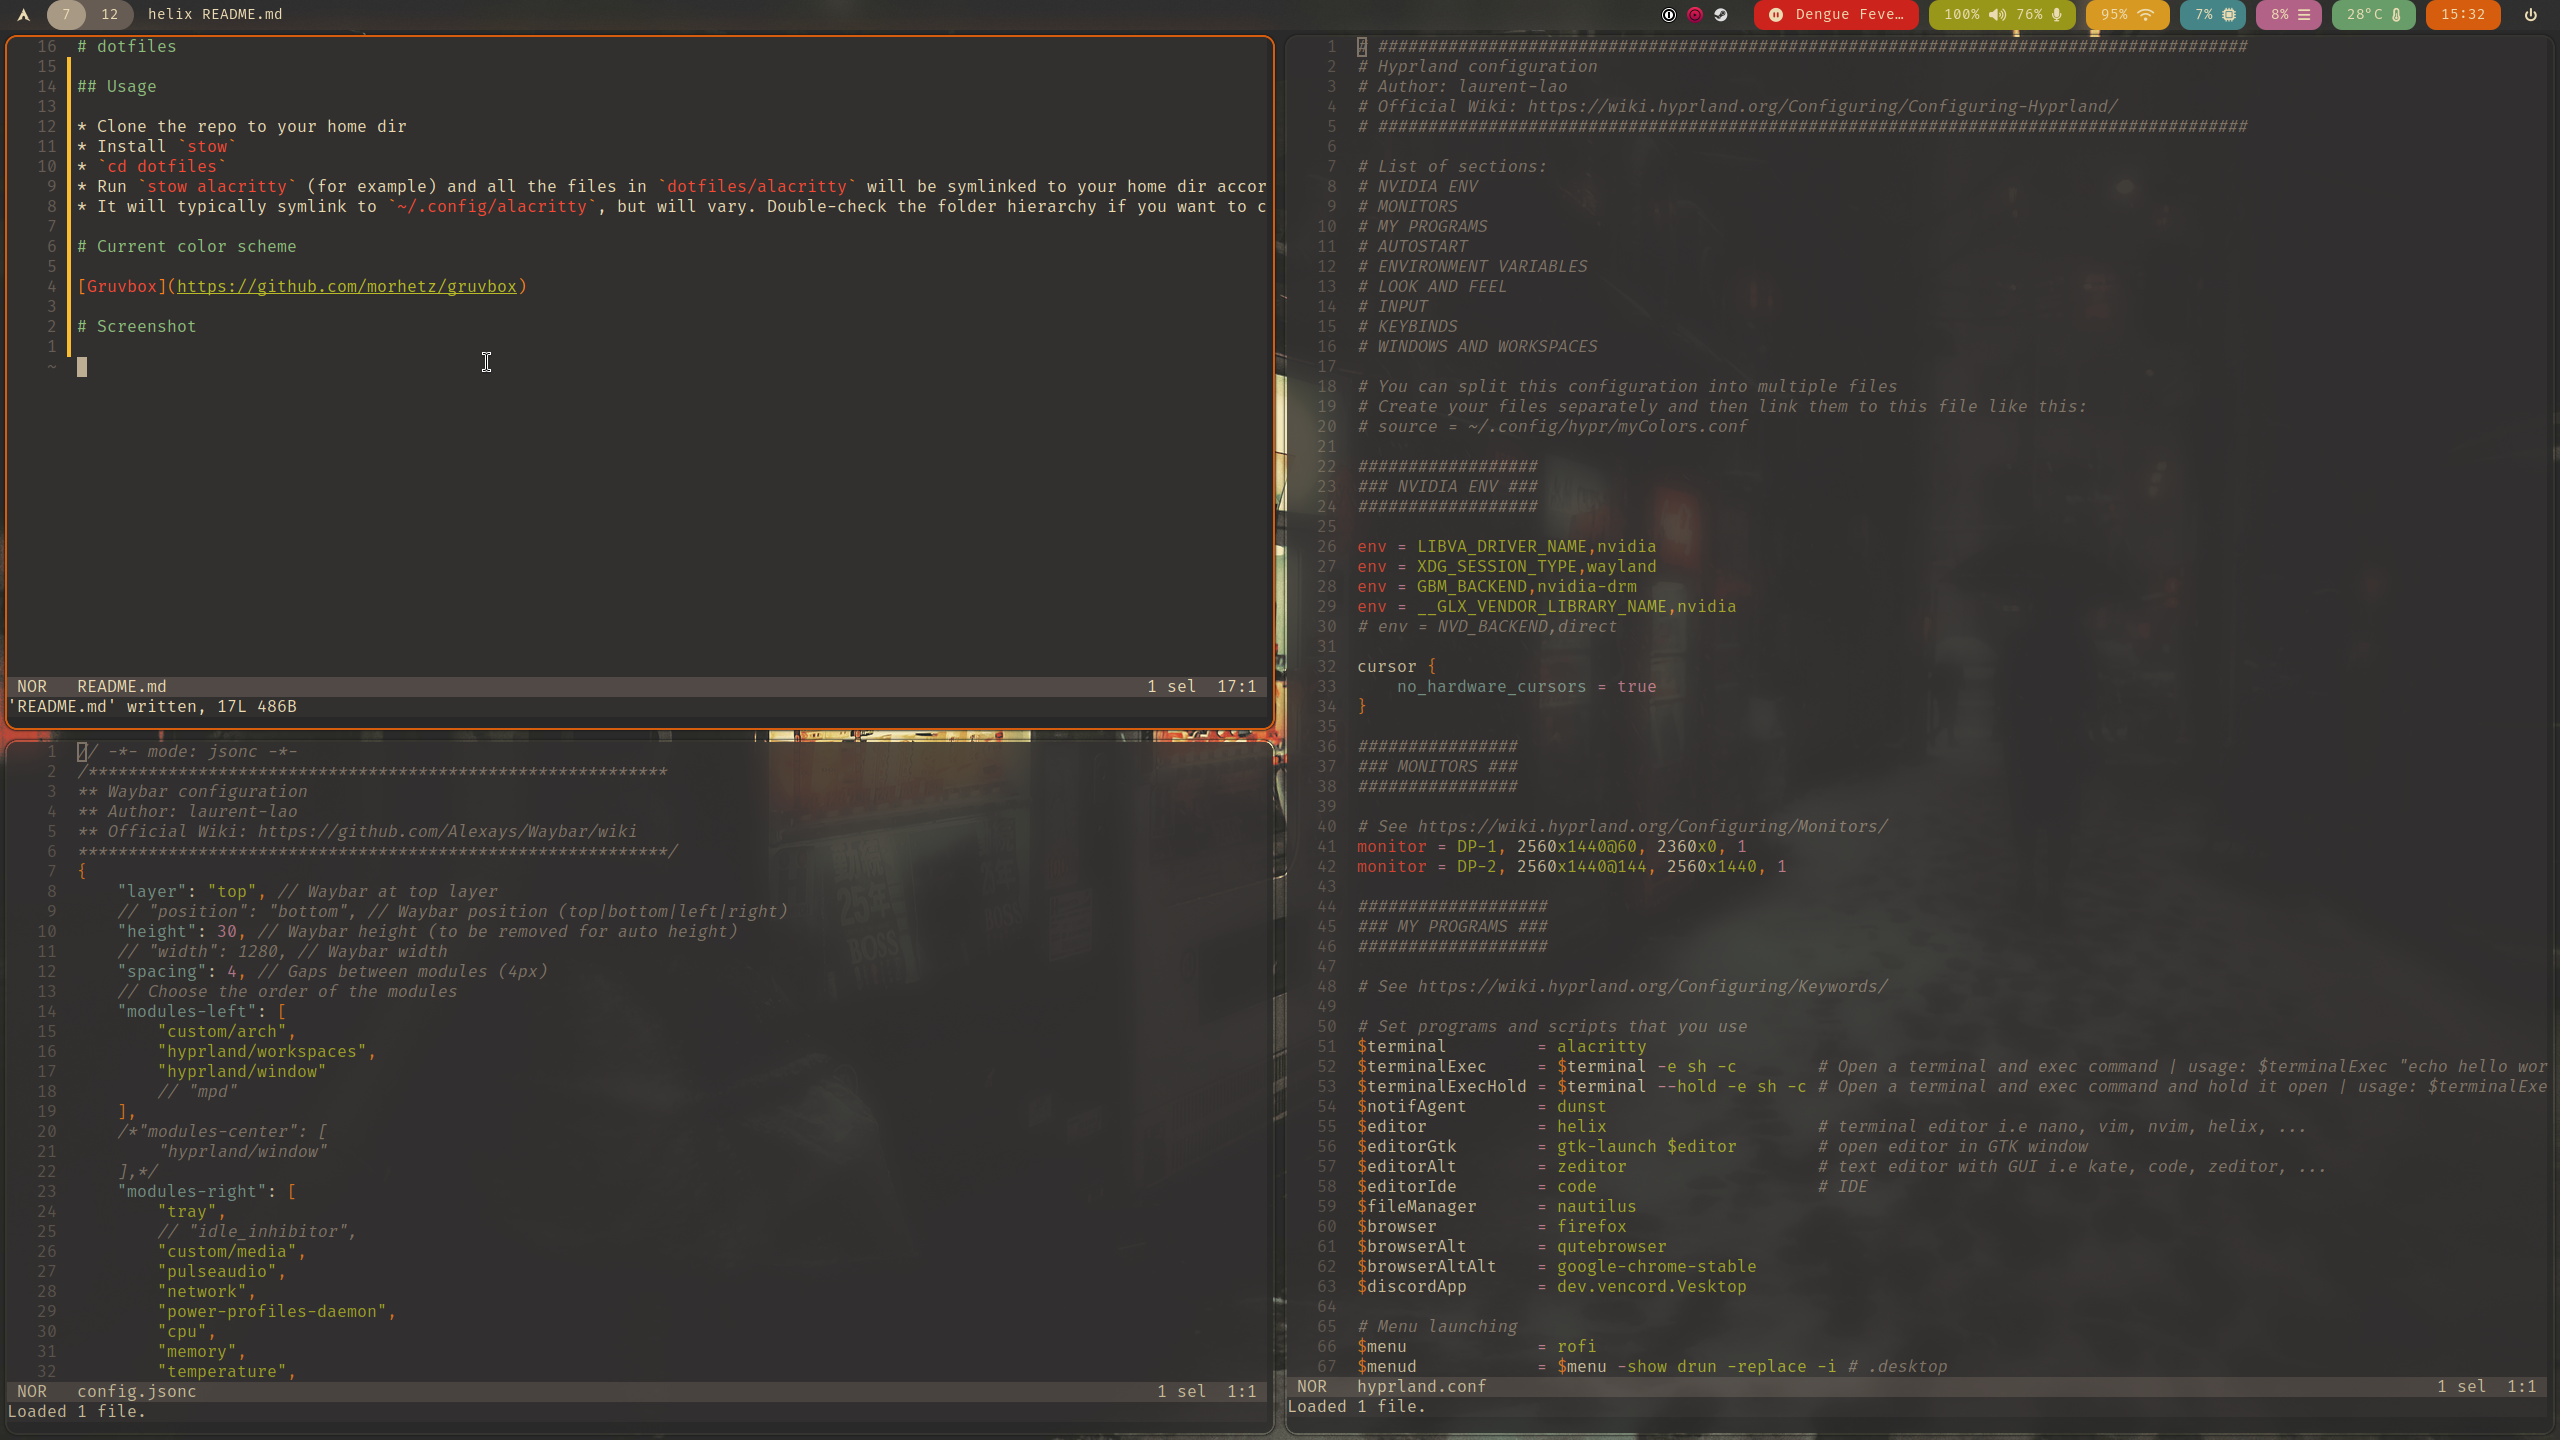 7 12 helix README.md
Dengue Feve… 100% 76% 95% 7% 8% 28°C 15:32
16 # dotfiles
15
14 ## Usage
13
12 * Clone the repo to your home dir
11 * Install `stow`
10 * `cd dotfiles`
9 * Run `stow alacritty` (for example) and all the files in `dotfiles/alacritty` will be symlinked to your home dir accor
8 * It will typically symlink to `~/.config/alacritty`, but will vary. Double-check the folder hierarchy if you want to c
7
6 # Current color scheme
5
4 [Gruvbox](https://github.com/morhetz/gruvbox)
3
2 # Screenshot
1
~
NOR README.md 1 sel 17:1
'README.md' written, 17L 486B
1 // -*- mode: jsonc -*-
2 /**********************************************************
3 ** Waybar configuration
4 ** Author: laurent-lao
5 ** Official Wiki: https://github.com/Alexays/Waybar/wiki
6 ***********************************************************/
7 {
8 "layer": "top", // Waybar at top layer
9 // "position": "bottom", // Waybar position (top|bottom|left|right)
10 "height": 30, // Waybar height (to be removed for auto height)
11 // "width": 1280, // Waybar width
12 "spacing": 4, // Gaps between modules (4px)
13 // Choose the order of the modules
14 "modules-left": [
15 "custom/arch",
16 "hyprland/workspaces",
17 "hyprland/window"
18 // "mpd"
19 ],
20 /*"modules-center": [
21 "hyprland/window"
22 ],*/
23 "modules-right": [
24 "tray",
25 // "idle_inhibitor",
26 "custom/media",
27 "pulseaudio",
28 "network",
29 "power-profiles-daemon",
30 "cpu",
31 "memory",
32 "temperature",
NOR config.jsonc 1 sel 1:1
Loaded 1 file.
1 # #######################################################################################
2 # Hyprland configuration
3 # Author: laurent-lao
4 # Official Wiki: https://wiki.hyprland.org/Configuring/Configuring-Hyprland/
5 # #######################################################################################
6
7 # List of sections:
8 # NVIDIA ENV
9 # MONITORS
10 # MY PROGRAMS
11 # AUTOSTART
12 # ENVIRONMENT VARIABLES
13 # LOOK AND FEEL
14 # INPUT
15 # KEYBINDS
16 # WINDOWS AND WORKSPACES
17
18 # You can split this configuration into multiple files
19 # Create your files separately and then link them to this file like this:
20 # source = ~/.config/hypr/myColors.conf
21
22 ##################
23 ### NVIDIA ENV ###
24 ##################
25
26 env = LIBVA_DRIVER_NAME,nvidia
27 env = XDG_SESSION_TYPE,wayland
28 env = GBM_BACKEND,nvidia-drm
29 env = __GLX_VENDOR_LIBRARY_NAME,nvidia
30 # env = NVD_BACKEND,direct
31
32 cursor {
33 no_hardware_cursors = true
34 }
35
36 ################
37 ### MONITORS ###
38 ################
39
40 # See https://wiki.hyprland.org/Configuring/Monitors/
41 monitor = DP-1, 2560x1440@60, 2360x0, 1
42 monitor = DP-2, 2560x1440@144, 2560x1440, 1
43
44 ###################
45 ### MY PROGRAMS ###
46 ###################
47
48 # See https://wiki.hyprland.org/Configuring/Keywords/
49
50 # Set programs and scripts that you use
51 $terminal = alacritty
52 $terminalExec = $terminal -e sh -c # Open a terminal and exec command | usage: $terminalExec "echo hello wor
53 $terminalExecHold = $terminal --hold -e sh -c # Open a terminal and exec command and hold it open | usage: $terminalExe
54 $notifAgent = dunst
55 $editor = helix # terminal editor i.e nano, vim, nvim, helix, ...
56 $editorGtk = gtk-launch $editor # open editor in GTK window
57 $editorAlt = zeditor # text editor with GUI i.e kate, code, zeditor, ...
58 $editorIde = code # IDE
59 $fileManager = nautilus
60 $browser = firefox
61 $browserAlt = qutebrowser
62 $browserAltAlt = google-chrome-stable
63 $discordApp = dev.vencord.Vesktop
64
65 # Menu launching
66 $menu = rofi
67 $menud = $menu -show drun -replace -i # .desktop
NOR hyprland.conf 1 sel 1:1
Loaded 1 file.